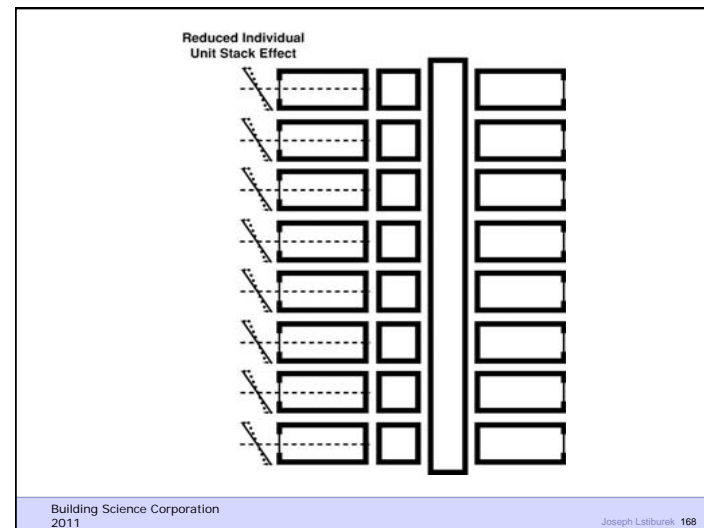 Reduced Individual
Unit Stack Effect
Building Science Corporation
2011
Joseph Lstiburek 168